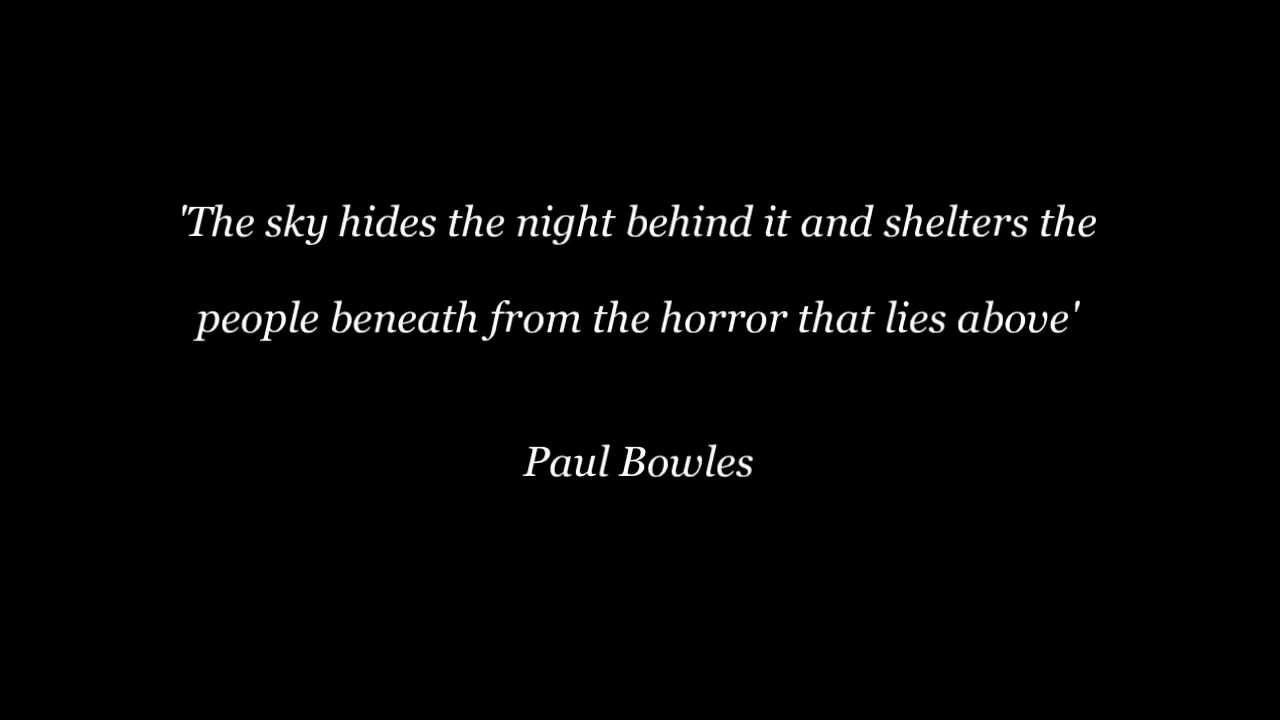 'The sky hides the night behind it and shelters the
people beneath from the horror that lies above'
Paul Bowles